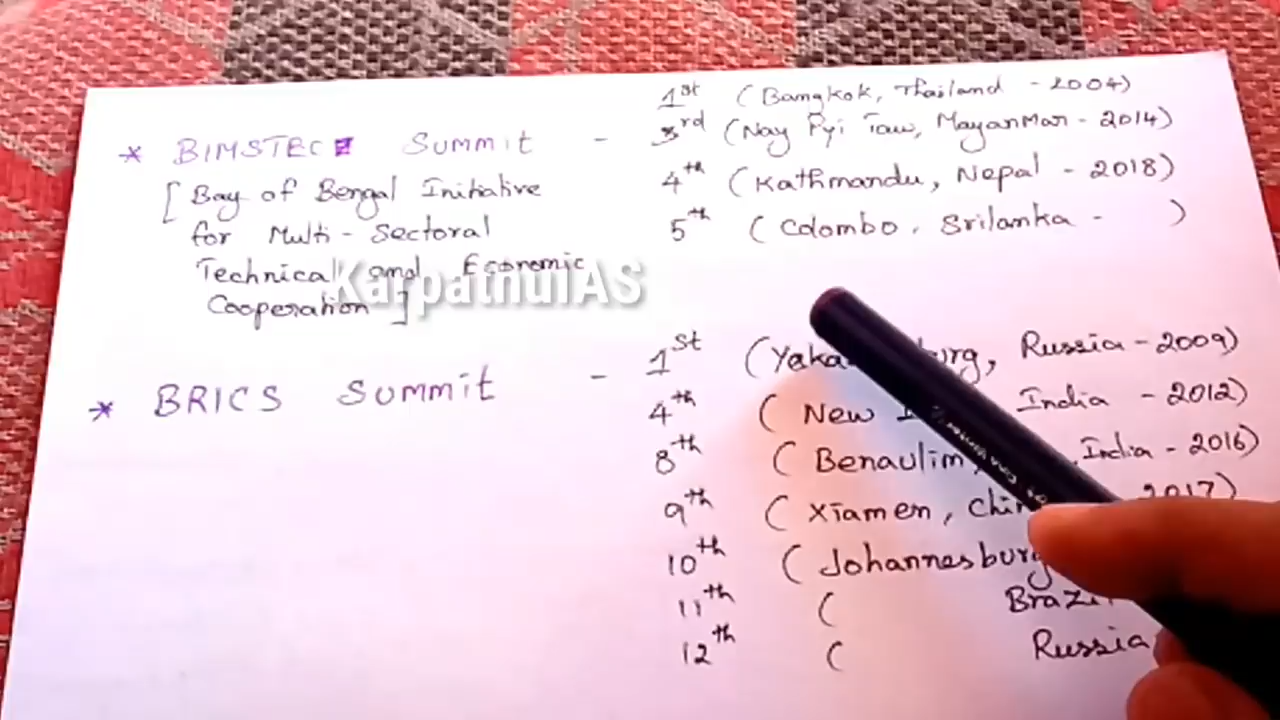 1st (Bangkok, Thailand - 2004)
* BIMSTEC Summit - 3rd (Nay Pyi Taw, MayanMar - 2014)
[ Bay of Bengal Initiative 4th (Kathmandu, Nepal - 2018)
for Multi - Sectoral 5th ( Colombo, Srilanka - )
Technical and Economic
Cooperation ]
KarpathuIAS
* BRICS Summit - 1st (Yaka burg, Russia - 2009)
4th ( New India - 2012)
8th ( Benaulim, India - 2016)
9th ( Xiamen, Chin 2017)
10th ( Johannesburg
11th ( Brazil
12th ( Russia